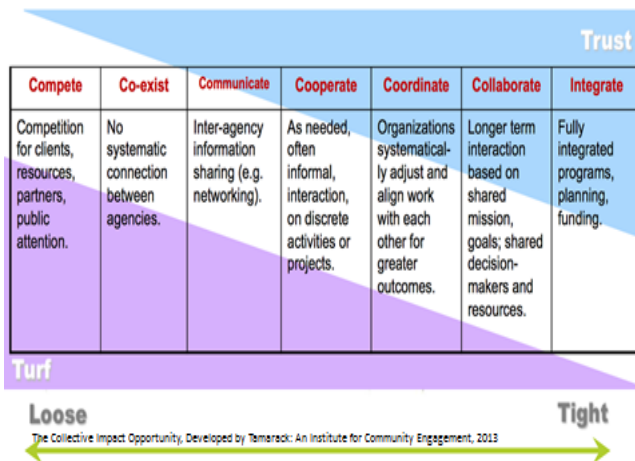 Trust
Compete
Co-exist
Communicate
Cooperate
Coordinate
Collaborate
Integrate
Competition
for clients,
resources,
partners,
public
attention.
No
systematic
connection
between
agencies.
Inter-agency
information
sharing (e.g.
networking).
As needed,
often
informal,
interaction,
on discrete
activities or
projects.
Organizations
systematical-
ly adjust and
align work
with each
other for
greater
outcomes.
Longer term
interaction
based on
shared
mission,
goals; shared
decision-
makers and
resources.
Fully
integrated
programs,
planning,
funding.
Turf
Loose
Tight
The Collective Impact Opportunity, Developed by Tamarack: An Institute for Community Engagement, 2013